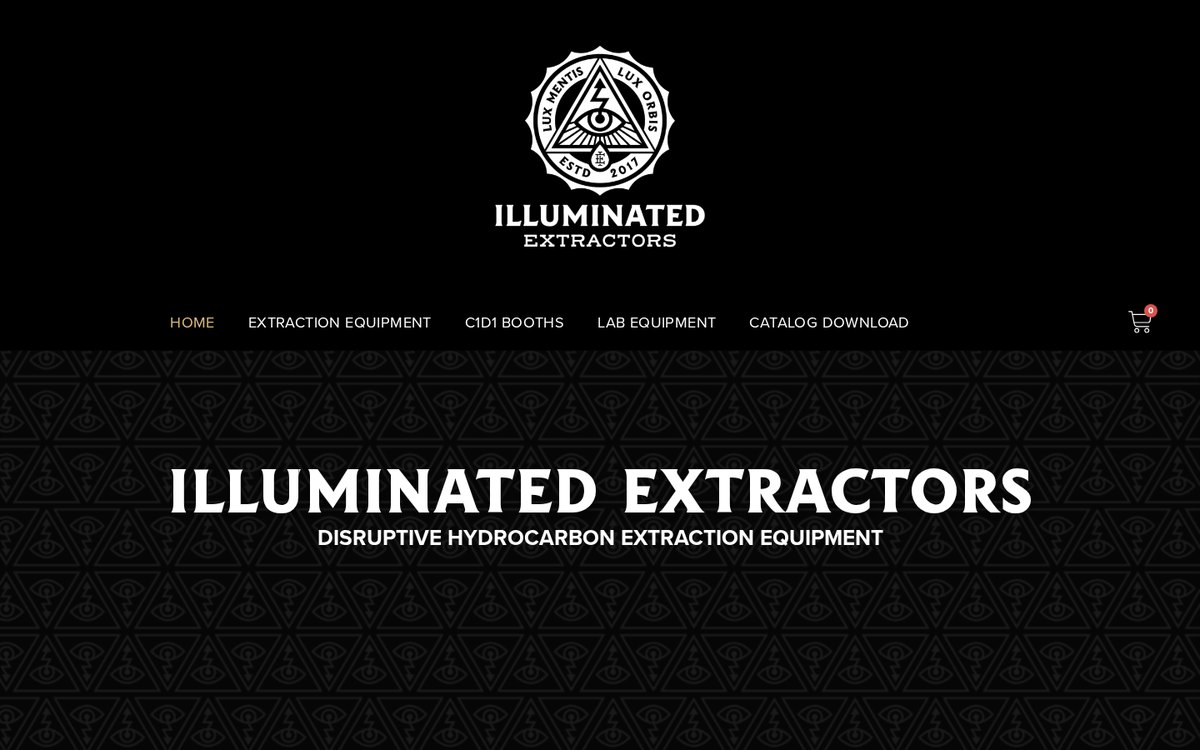 LUX MENTIS LUX ORBIS
ESTD 2017
ILLUMINATED
EXTRACTORS
HOME EXTRACTION EQUIPMENT C1D1 BOOTHS LAB EQUIPMENT CATALOG DOWNLOAD 0
ILLUMINATED EXTRACTORS
DISRUPTIVE HYDROCARBON EXTRACTION EQUIPMENT